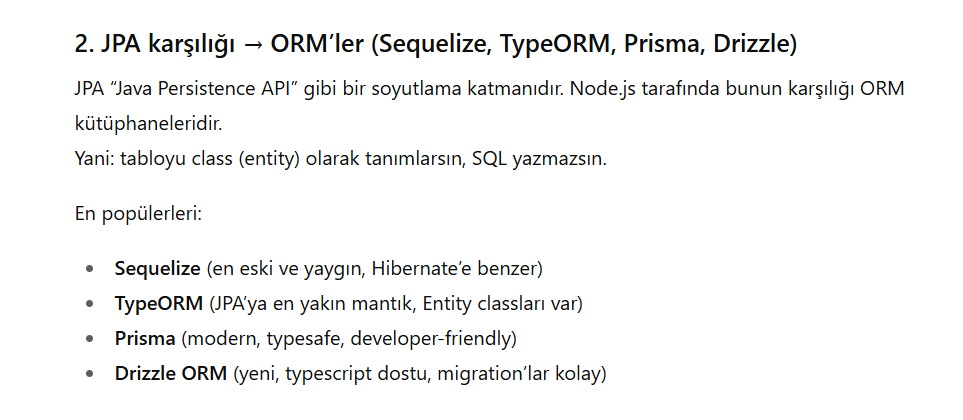 2. JPA karşılığı → ORM’ler (Sequelize, TypeORM, Prisma, Drizzle)
JPA “Java Persistence API” gibi bir soyutlama katmanıdır. Node.js tarafında bunun karşılığı ORM
kütüphaneleridir.
Yani: tabloyu class (entity) olarak tanımlarsın, SQL yazmazsın.
En popülerleri:
• Sequelize (en eski ve yaygın, Hibernate’e benzer)
• TypeORM (JPA’ya en yakın mantık, Entity classları var)
• Prisma (modern, typesafe, developer-friendly)
• Drizzle ORM (yeni, typescript dostu, migration’lar kolay)